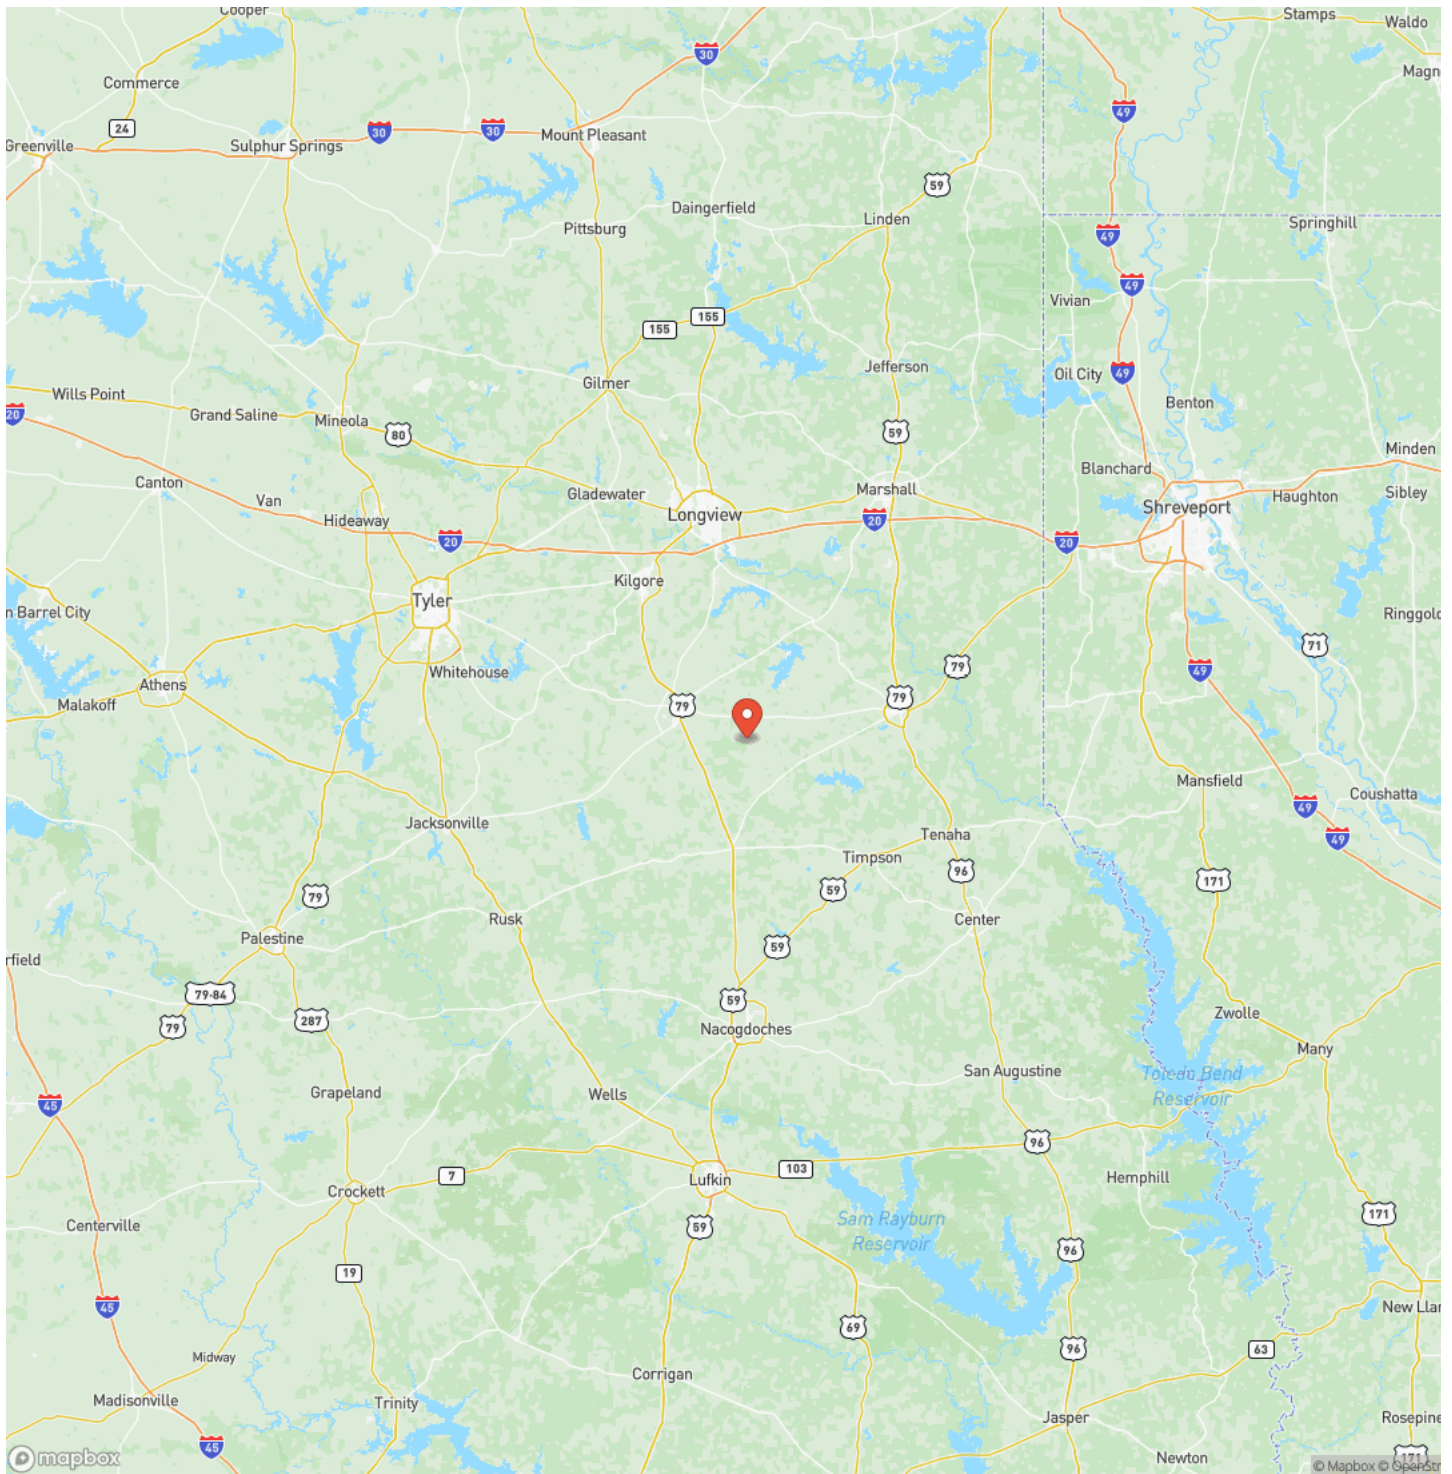 Cooper
Stamps
Waldo
30
Magn
Commerce
49
24
30
30
Mount Pleasant
Greenville
Sulphur Springs
59
Daingerfield
Linden
Pittsburg
Springhill
49
49
Vivian
155
155
Jefferson
Oil City
49
Gilmer
Wills Point
Benton
20
Grand Saline
Mineola
80
59
Minden
Blanchard
Canton
Marshall
Sibley
Van
Gladewater
Haughton
Longview
Shreveport
Hideaway
20
20
20
Kilgore
Tyler
n Barrel City
Ringgold
71
79
Whitehouse
49
Athens
79
79
Malakoff
Mansfield
Coushatta
49
Jacksonville
Tenaha
49
Timpson
96
171
59
79
Rusk
Center
Palestine
59
rfield
79-84
59
287
Zwolle
79
Nacogdoches
Many
San Augustine
Toledo Bend
Reservoir
Grapeland
Wells
45
96
103
7
Hemphill
Lufkin
Crockett
171
Sam Rayburn
Reservoir
Centerville
59
96
19
45
New Llar
69
96
63
Midway
Corrigan
Madisonville
Trinity
Jasper
Rosepine
45
Newton
171
mapbox
© Mapbox © OpenStr